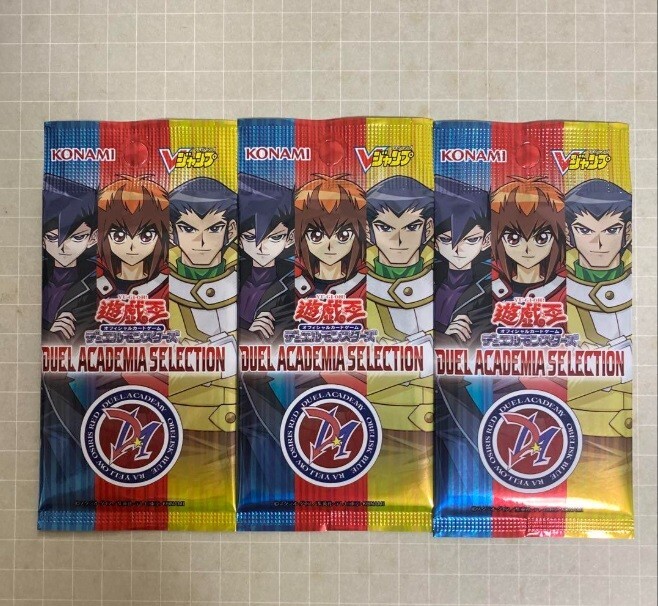 KONAMI
Vジャンプ
遊戯王
オフィシャルカードゲーム
デュエルモンスターズ
DUEL ACADEMIA SELECTION
DUEL ACADEMY OBELISK BLUE RA YELLOW OSIRIS RED
DA
KONAMI
Vジャンプ
遊戯王
オフィシャルカードゲーム
デュエルモンスターズ
DUEL ACADEMIA SELECTION
DUEL ACADEMY OBELISK BLUE RA YELLOW OSIRIS RED
DA
KONAMI
Vジャンプ
遊戯王
オフィシャルカードゲーム
デュエルモンスターズ
DUEL ACADEMIA SELECTION
DUEL ACADEMY OBELISK BLUE RA YELLOW OSIRIS RED
DA